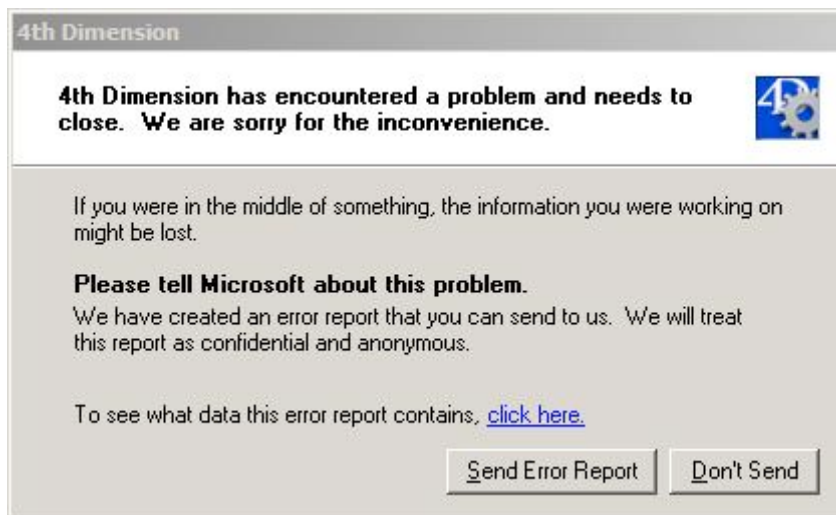 4th Dimension
4th Dimension has encountered a problem and needs to
close.  We are sorry for the inconvenience.
4D
If you were in the middle of something, the information you were working on
might be lost.
Please tell Microsoft about this problem.
We have created an error report that you can send to us.  We will treat
this report as confidential and anonymous.
To see what data this error report contains, click here.
Send Error Report
Don't Send